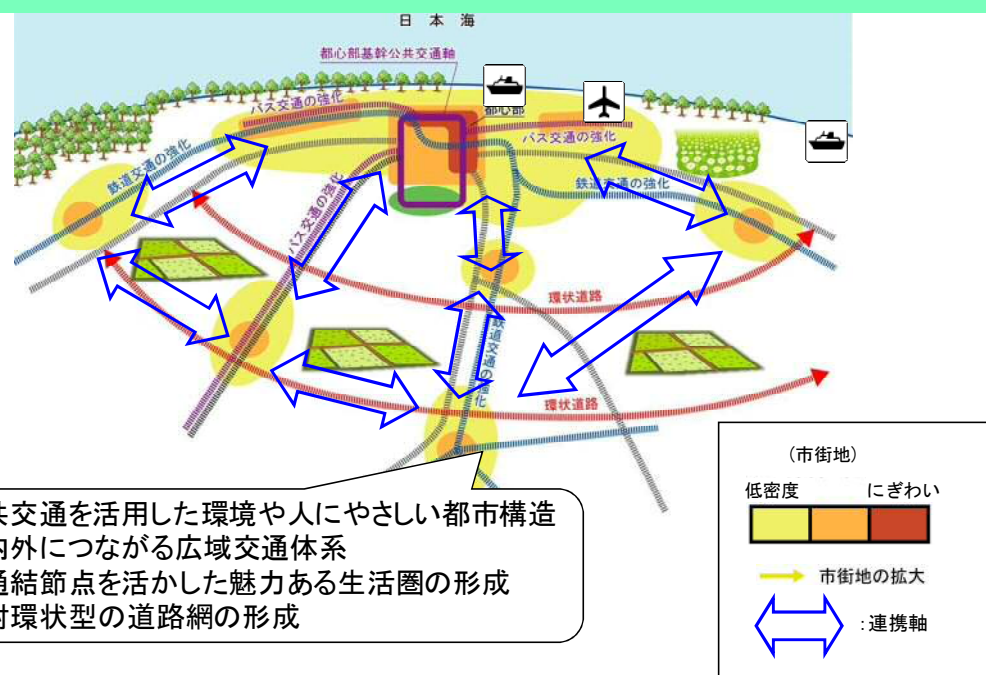 日本海
都心部基幹公共交通軸
バス交通の強化
都心部
バス交通の強化
鉄道交通の強化
鉄道交通の強化
バス交通の強化
環状道路
鉄道交通の強化
環状道路
共交通を活用した環境や人にやさしい都市構造
内外につながる広域交通体系
通結節点を活かした魅力ある生活圏の形成
射環状型の道路網の形成
(市街地)
低密度 にぎわい
市街地の拡大
:連携軸